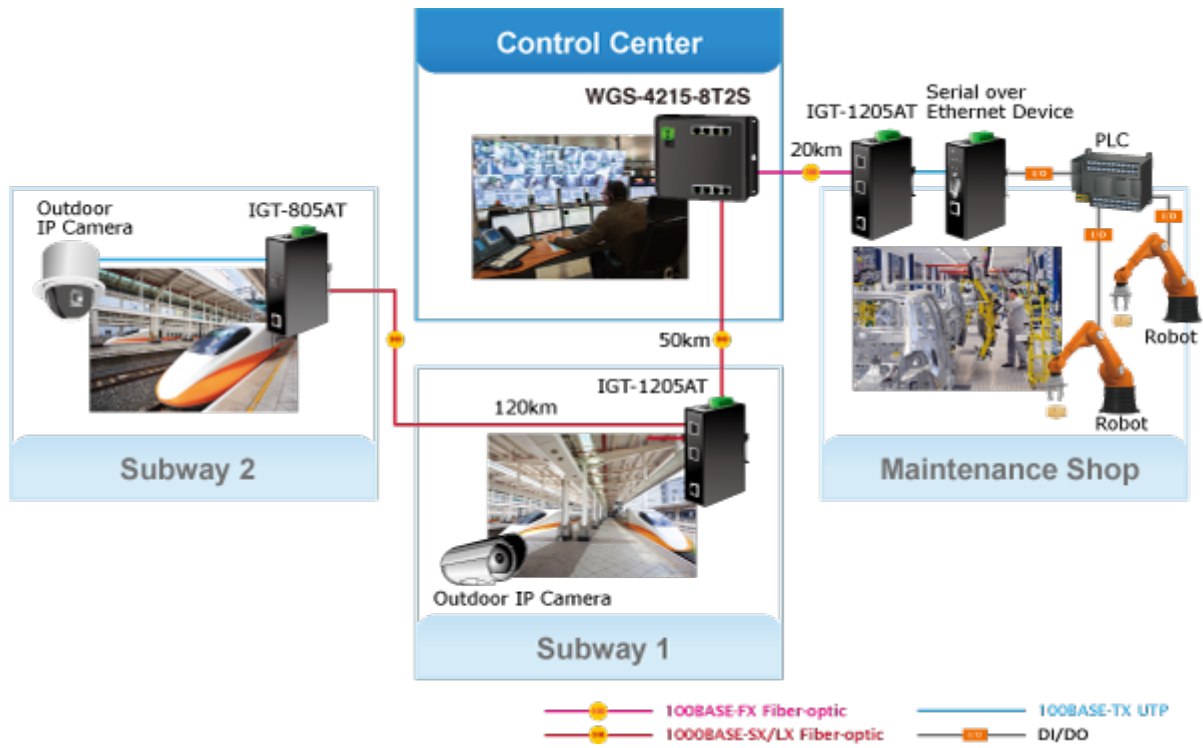 Control Center
WGS-4215-8T2S
Serial over
IGT-1205AT Ethernet Device
PLC
20km
I/O
I/O
I/O
Outdoor
IP Camera
IGT-805AT
Robot
50km
IGT-1205AT
120km
Robot
Subway 2
Maintenance Shop
Outdoor IP Camera
Subway 1
100BASE-FX Fiber-optic
100BASE-TX UTP
1000BASE-SX/LX Fiber-optic
I/O
DI/DO